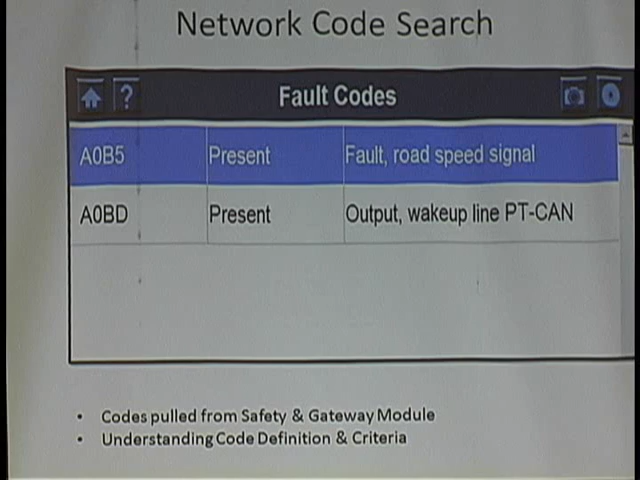 Network Code Search
? Fault Codes
A0B5 Present Fault, road speed signal
A0BD Present Output, wakeup line PT-CAN
• Codes pulled from Safety & Gateway Module
• Understanding Code Definition & Criteria